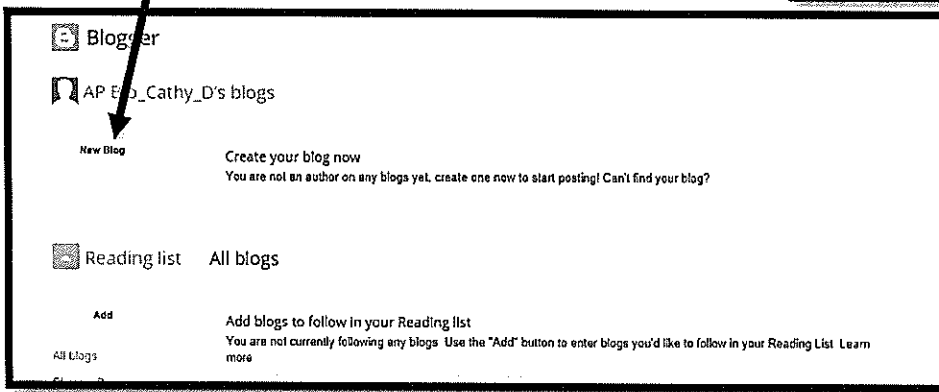 Blogger
AP_Cathy_D's blogs
New Blog
Create your blog now
You are not an author on any blogs yet, create one now to start posting! Can't find your blog?
Reading list All blogs
Add
Add blogs to follow in your Reading list
You are not currently following any blogs Use the "Add" button to enter blogs you'd like to follow in your Reading List Learn
more
All blogs